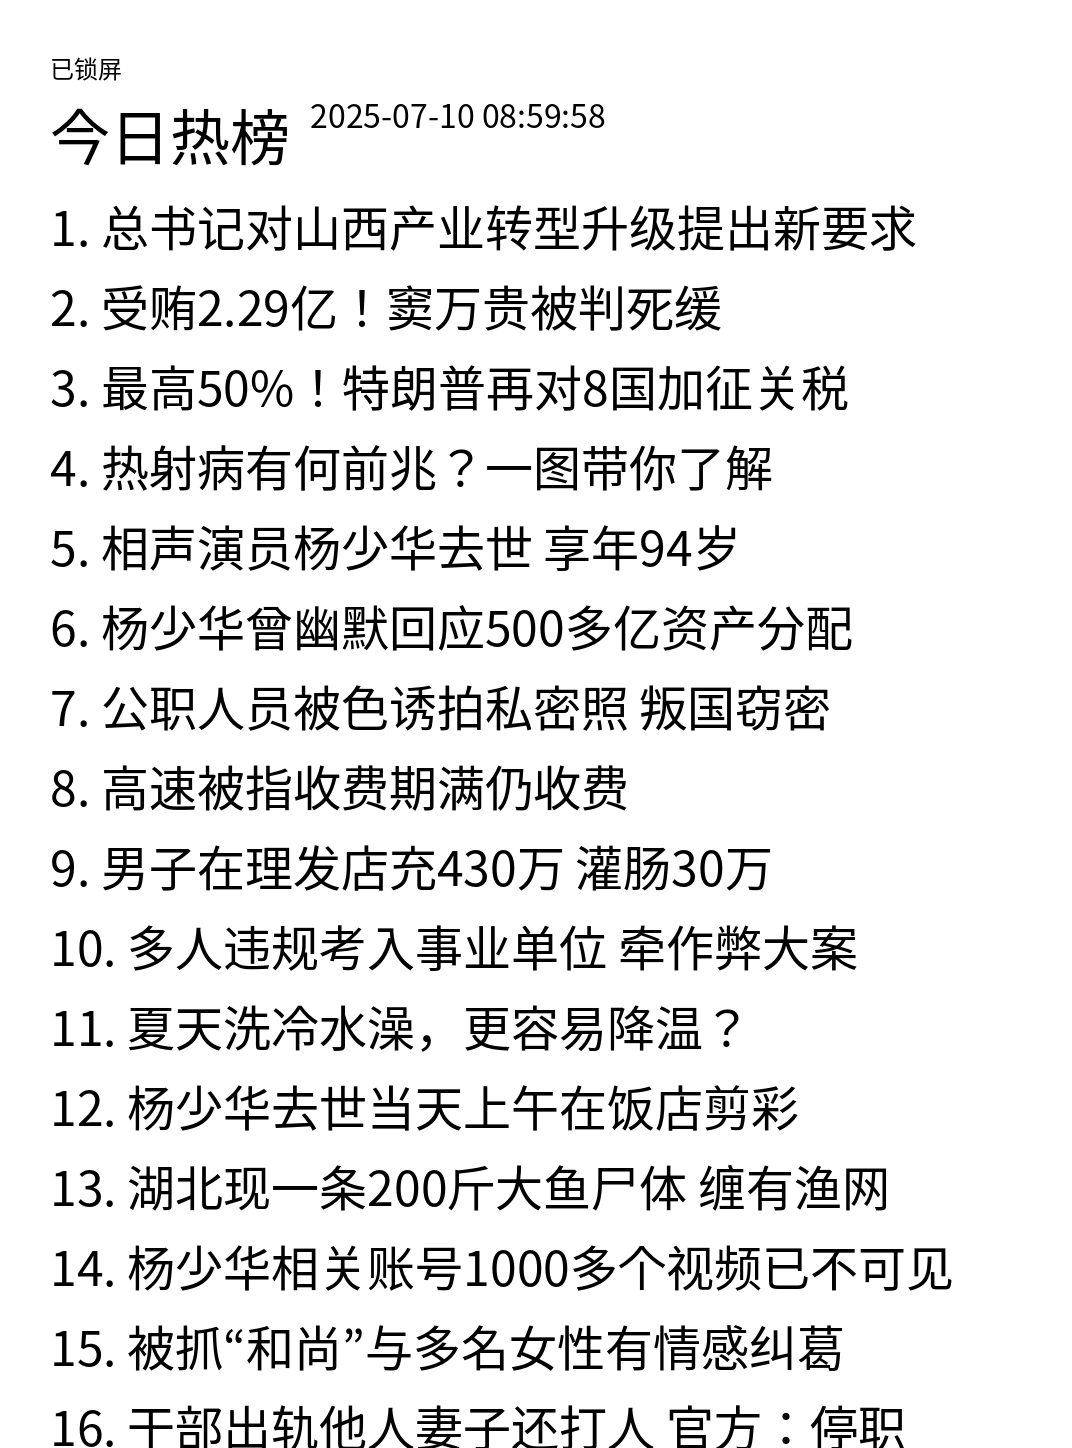 已锁屏
今日热榜 2025-07-10 08:59:58
1. 总书记对山西产业转型升级提出新要求
2. 受贿2.29亿！窦万贵被判死缓
3. 最高50%！特朗普再对8国加征关税
4. 热射病有何前兆？一图带你了解
5. 相声演员杨少华去世 享年94岁
6. 杨少华曾幽默回应500多亿资产分配
7. 公职人员被色诱拍私密照 叛国窃密
8. 高速被指收费期满仍收费
9. 男子在理发店充430万 灌肠30万
10. 多人违规考入事业单位 牵作弊大案
11. 夏天洗冷水澡，更容易降温？
12. 杨少华去世当天上午在饭店剪彩
13. 湖北现一条200斤大鱼尸体 缠有渔网
14. 杨少华相关账号1000多个视频已不可见
15. 被抓“和尚”与多名女性有情感纠葛
16. 干部出轨他人妻子还打人 官方：停职